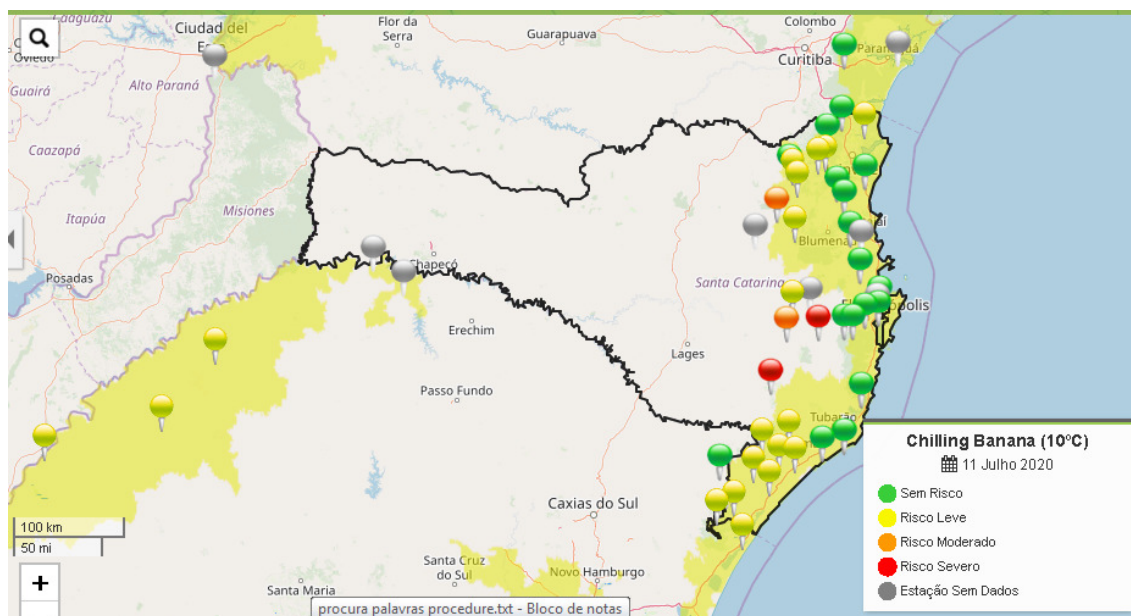 Caaguazú
Ciudad del
Flor da
Serra
Guarapuava
Colombo
Curitiba
Oviedo
Alto Paraná
Guairá
Caazapá
Itapúa
Misiones
Posadas
Blumenau
Chapecó
Santa Catarina
Erechim
Lages
Passo Fundo
Tubarão
Caxias do Sul
Santa Cruz
do Sul
Novo Hamburgo
Santa Maria
100 km
50 mi
+
procura palavras procedure.txt - Bloco de notas
Chilling Banana (10ºC)
11 Julho 2020
Sem Risco
Risco Leve
Risco Moderado
Risco Severo
Estação Sem Dados